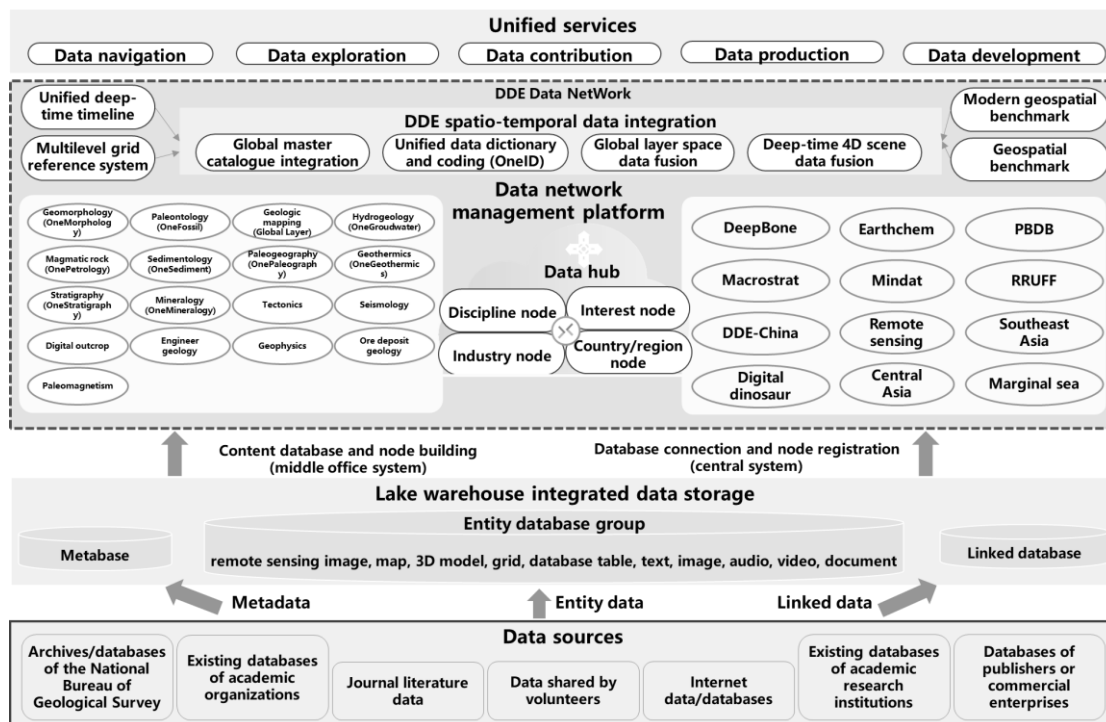 Unified services
Data navigation
Data exploration
Data contribution
Data production
Data development
DDE Data NetWork
Unified deep-
time timeline
Multilevel grid
reference system
DDE spatio-temporal data integration
Global master
catalogue integration
Unified data dictionary
and coding (OneID)
Global layer space
data fusion
Deep-time 4D scene
data fusion
Modern geospatial
benchmark
Geospatial
benchmark
Data network
management platform
Geomorphology
(OneMorpholog
y)
Paleontology
(OneFossil)
Geologic
mapping
(Global Layer)
Hydrogeology
(OneGroudwater)
Magmatic rock
(OnePetrology)
Sedimentology
(OneSediment)
Paleogeography
(OnePaleography)
Geothermics
(OneGeothermic
s)
Stratigraphy
(OneStratigraph
y)
Mineralogy
(OneMineralogy)
Tectonics
Seismology
Digital outcrop
Engineer
geology
Geophysics
Ore deposit
geology
Paleomagnetism
Data hub
Discipline node
Interest node
Industry node
Country/region
node
DeepBone
Earthchem
PBDB
Macrostrat
Mindat
RRUFF
DDE-China
Remote
sensing
Southeast
Asia
Digital
dinosaur
Central
Asia
Marginal sea
Content database and node building
(middle office system)
Database connection and node registration
(central system)
Lake warehouse integrated data storage
Metabase
Entity database group
remote sensing image, map, 3D model, grid, database table, text, image, audio, video, document
Linked database
Metadata
Entity data
Linked data
Data sources
Archives/databases
of the National
Bureau of
Geological Survey
Existing databases
of academic
organizations
Journal literature
data
Data shared by
volunteers
Internet
data/databases
Existing databases
of academic
research
institutions
Databases of
publishers or
commercial
enterprises